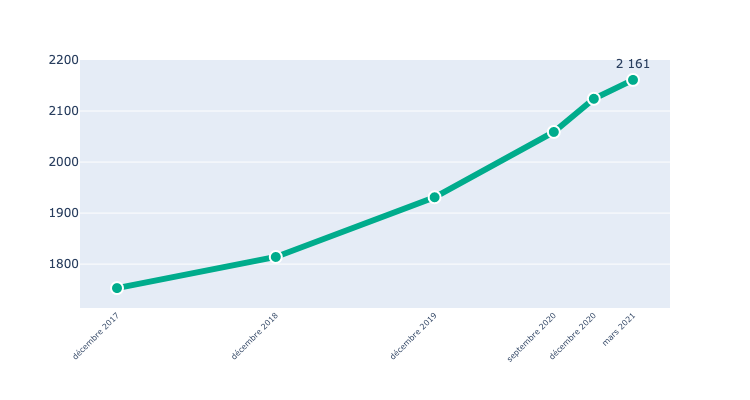 2200
2 161
2100
2000
1900
1800
décembre 2017
décembre 2018
décembre 2019
septembre 2020
décembre 2020
mars 2021